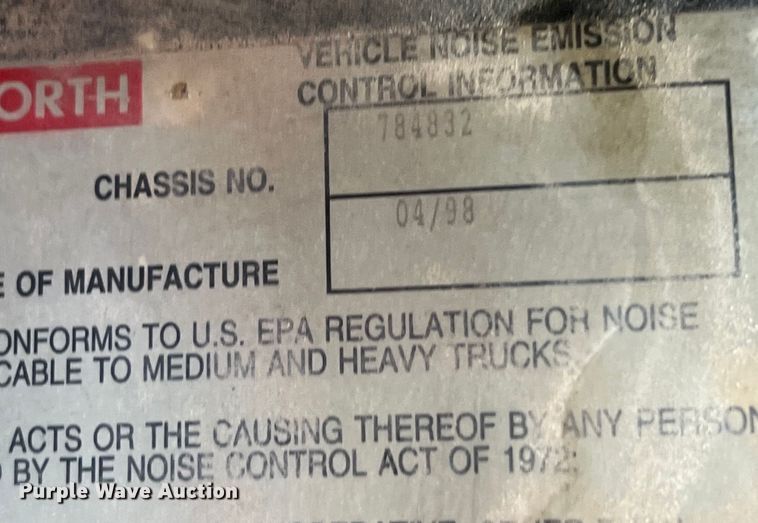 VEHICLE NOISE EMISSION
CONTROL INFORMATION
ORTH
784832
CHASSIS NO.
04/98
E OF MANUFACTURE
ONFORMS TO U.S. EPA REGULATION FOR NOISE
CABLE TO MEDIUM AND HEAVY TRUCKS.
ACTS OR THE CAUSING THEREOF BY ANY PERSON
BY THE NOISE CONTROL ACT OF 1972:
Purple Wave Auction